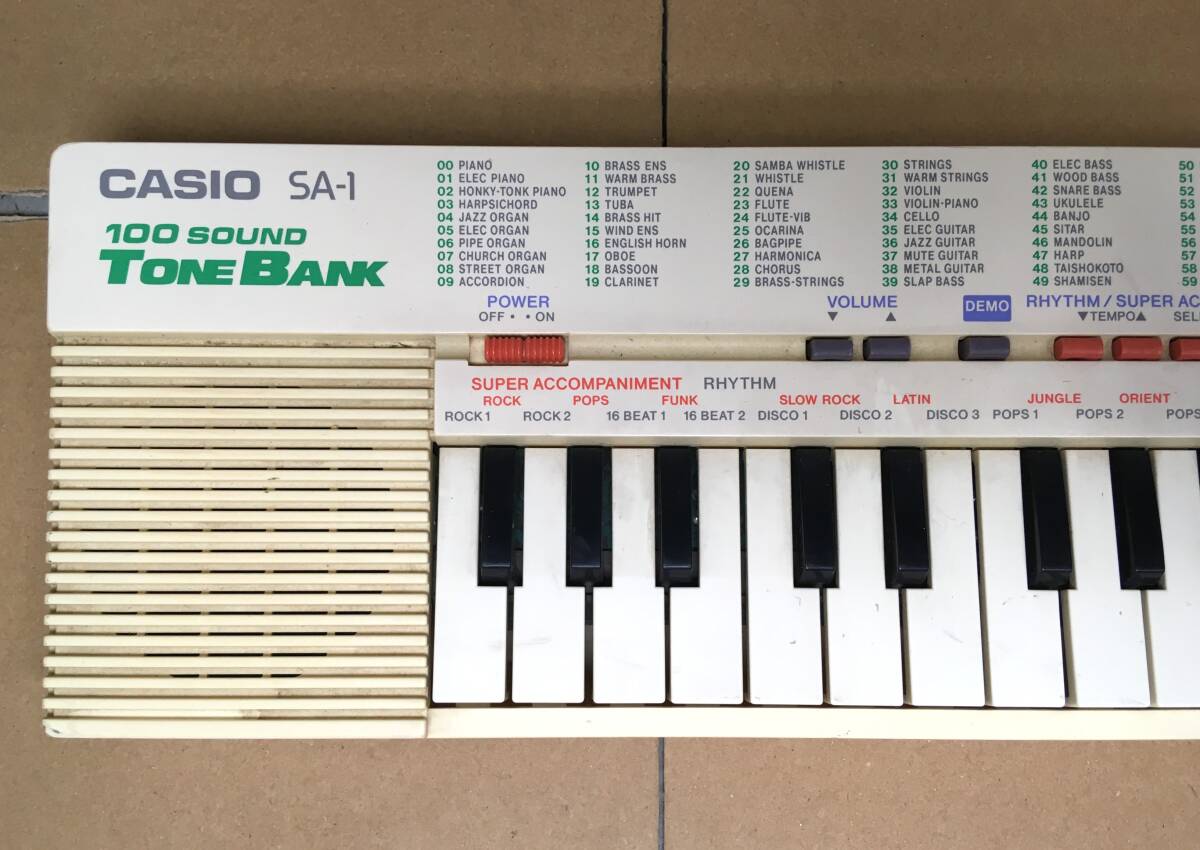 CASIO SA-1
100 SOUND
TONE BANK
00 PIANO
01 ELEC PIANO
02 HONKY-TONK PIANO
03 HARPSICHORD
04 JAZZ ORGAN
05 ELEC ORGAN
06 PIPE ORGAN
07 CHURCH ORGAN
08 STREET ORGAN
09 ACCORDION
10 BRASS ENS
11 WARM BRASS
12 TRUMPET
13 TUBA
14 BRASS HIT
15 WIND ENS
16 ENGLISH HORN
17 OBOE
18 BASSOON
19 CLARINET
20 SAMBA WHISTLE
21 WHISTLE
22 QUENA
23 FLUTE
24 FLUTE-VIB
25 OCARINA
26 BAGPIPE
27 HARMONICA
28 CHORUS
29 BRASS-STRINGS
30 STRINGS
31 WARM STRINGS
32 VIOLIN
33 VIOLIN-PIANO
34 CELLO
35 ELEC GUITAR
36 JAZZ GUITAR
37 MUTE GUITAR
38 METAL GUITAR
39 SLAP BASS
40 ELEC BASS
41 WOOD BASS
42 SNARE BASS
43 UKULELE
44 BANJO
45 SITAR
46 MANDOLIN
47 HARP
48 TAISHOKOTO
49 SHAMISEN
50
51
52
53
54
55
56
57
58
59
POWER VOLUME DEMO RHYTHM / SUPER AC
OFF • • ON ▼ ▲ ▼TEMPO▲ SEL
SUPER ACCOMPANIMENT RHYTHM
ROCK POPS FUNK SLOW ROCK LATIN JUNGLE ORIENT
ROCK 1 ROCK 2 16 BEAT 1 16 BEAT 2 DISCO 1 DISCO 2 DISCO 3 POPS 1 POPS 2 POPS